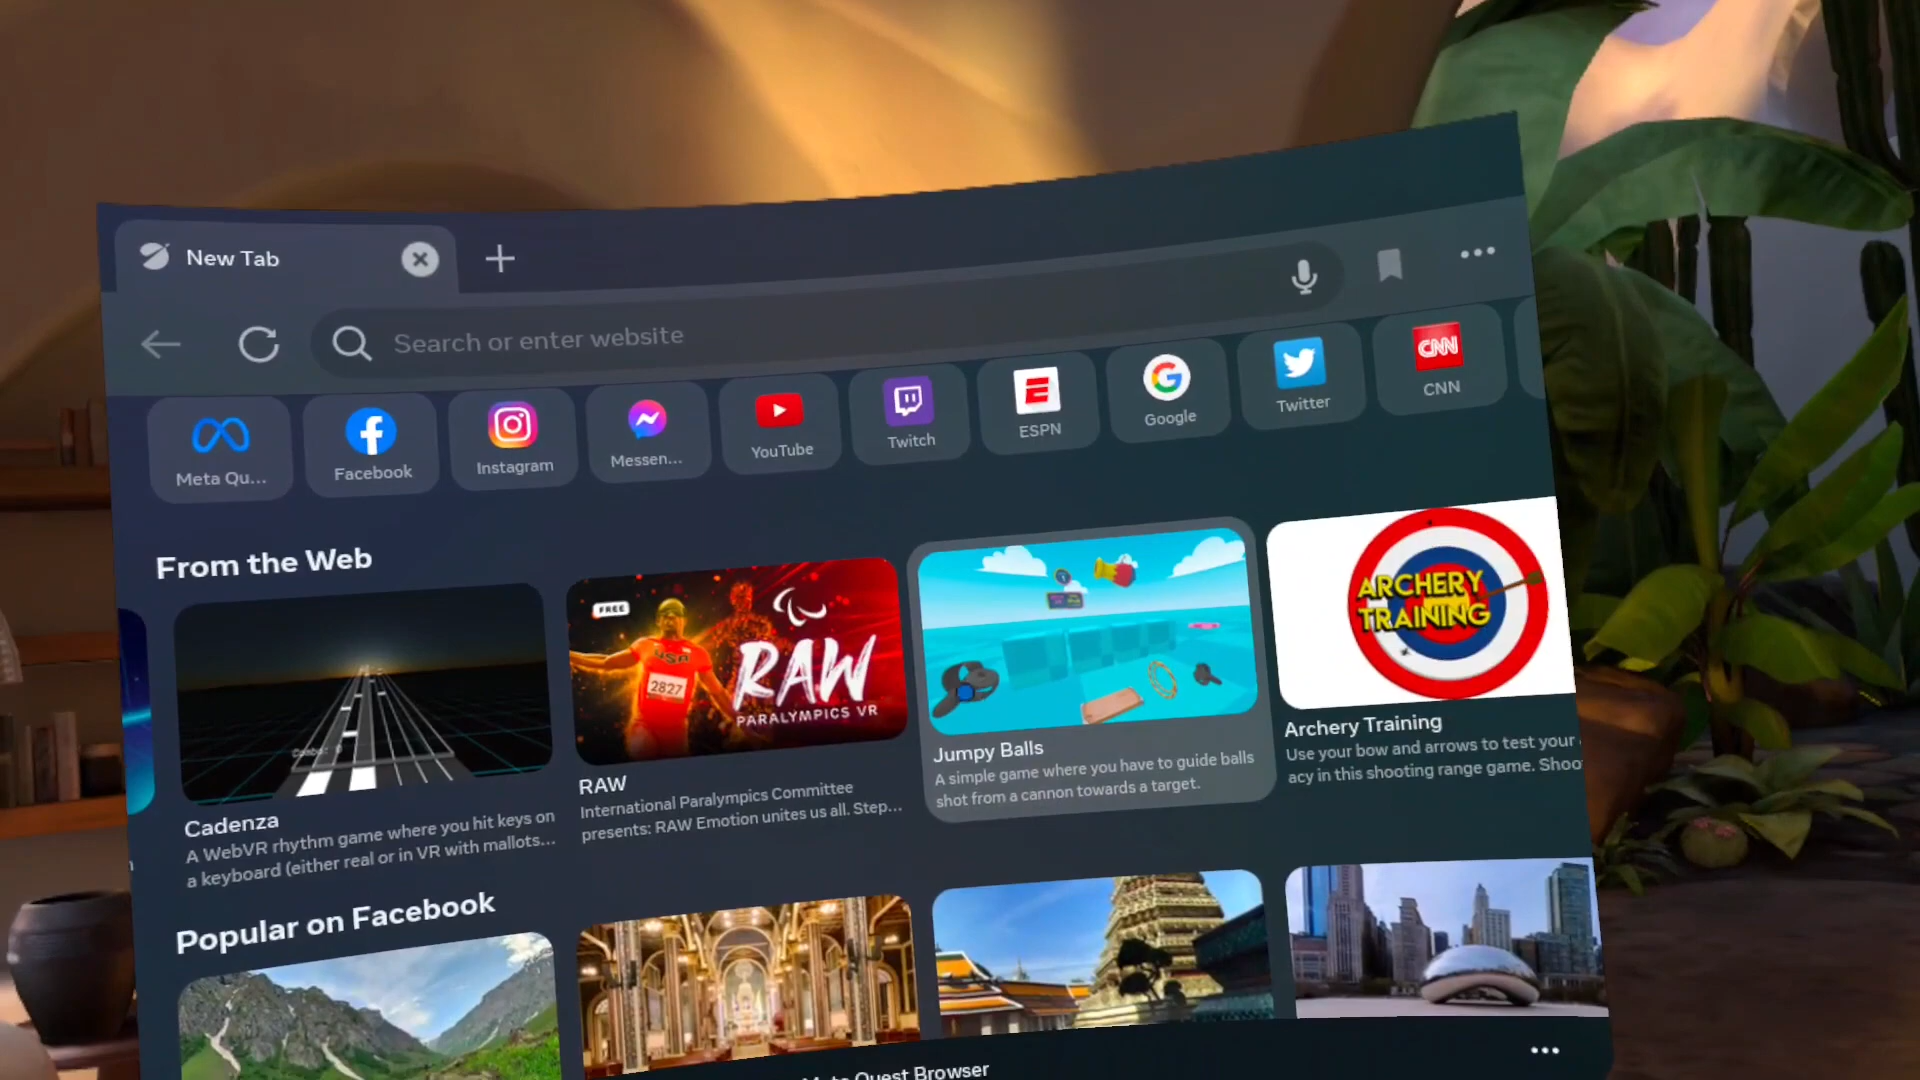 New Tab
Search or enter website
Meta Qu...
Facebook
Instagram
Messen...
YouTube
Twitch
ESPN
Google
Twitter
CNN
CNN
From the Web
FREE
USA
2827
RAW
PARALYMPICS VR
ARCHERY
TRAINING
Cadenza
A WebVR rhythm game where you hit keys on
a keyboard (either real or in VR with mallots...
RAW
International Paralympics Committee
presents: RAW Emotion unites us all. Step...
Jumpy Balls
A simple game where you have to guide balls
shot from a cannon towards a target.
Archery Training
Use your bow and arrows to test your
acy in this shooting range game. Shoo
Popular on Facebook
Meta Quest Browser